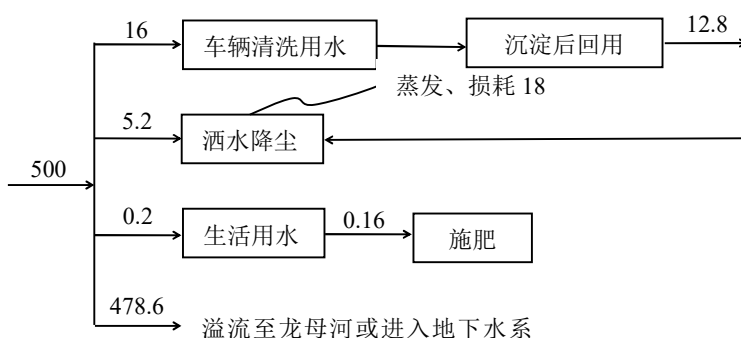 16
车辆清洗用水
沉淀后回用
12.8
蒸发、损耗 18
5.2
洒水降尘
500
0.2
生活用水
0.16
施肥
478.6
溢流至龙母河或进入地下水系